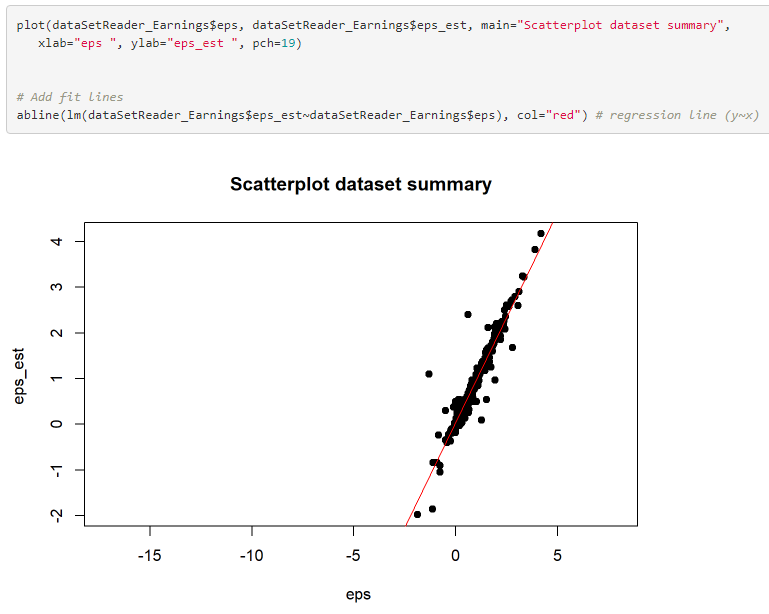 plot(dataSetReader_Earnings$eps, dataSetReader_Earnings$eps_est, main="Scatterplot dataset summary",
xlab="eps ", ylab="eps_est ", pch=19)
# Add fit lines
abline(lm(dataSetReader_Earnings$eps_est~dataSetReader_Earnings$eps), col="red") # regression line (y~x)
Scatterplot dataset summary
eps_est
4
3
2
1
0
-1
-2
-15 -10 -5 0 5
eps